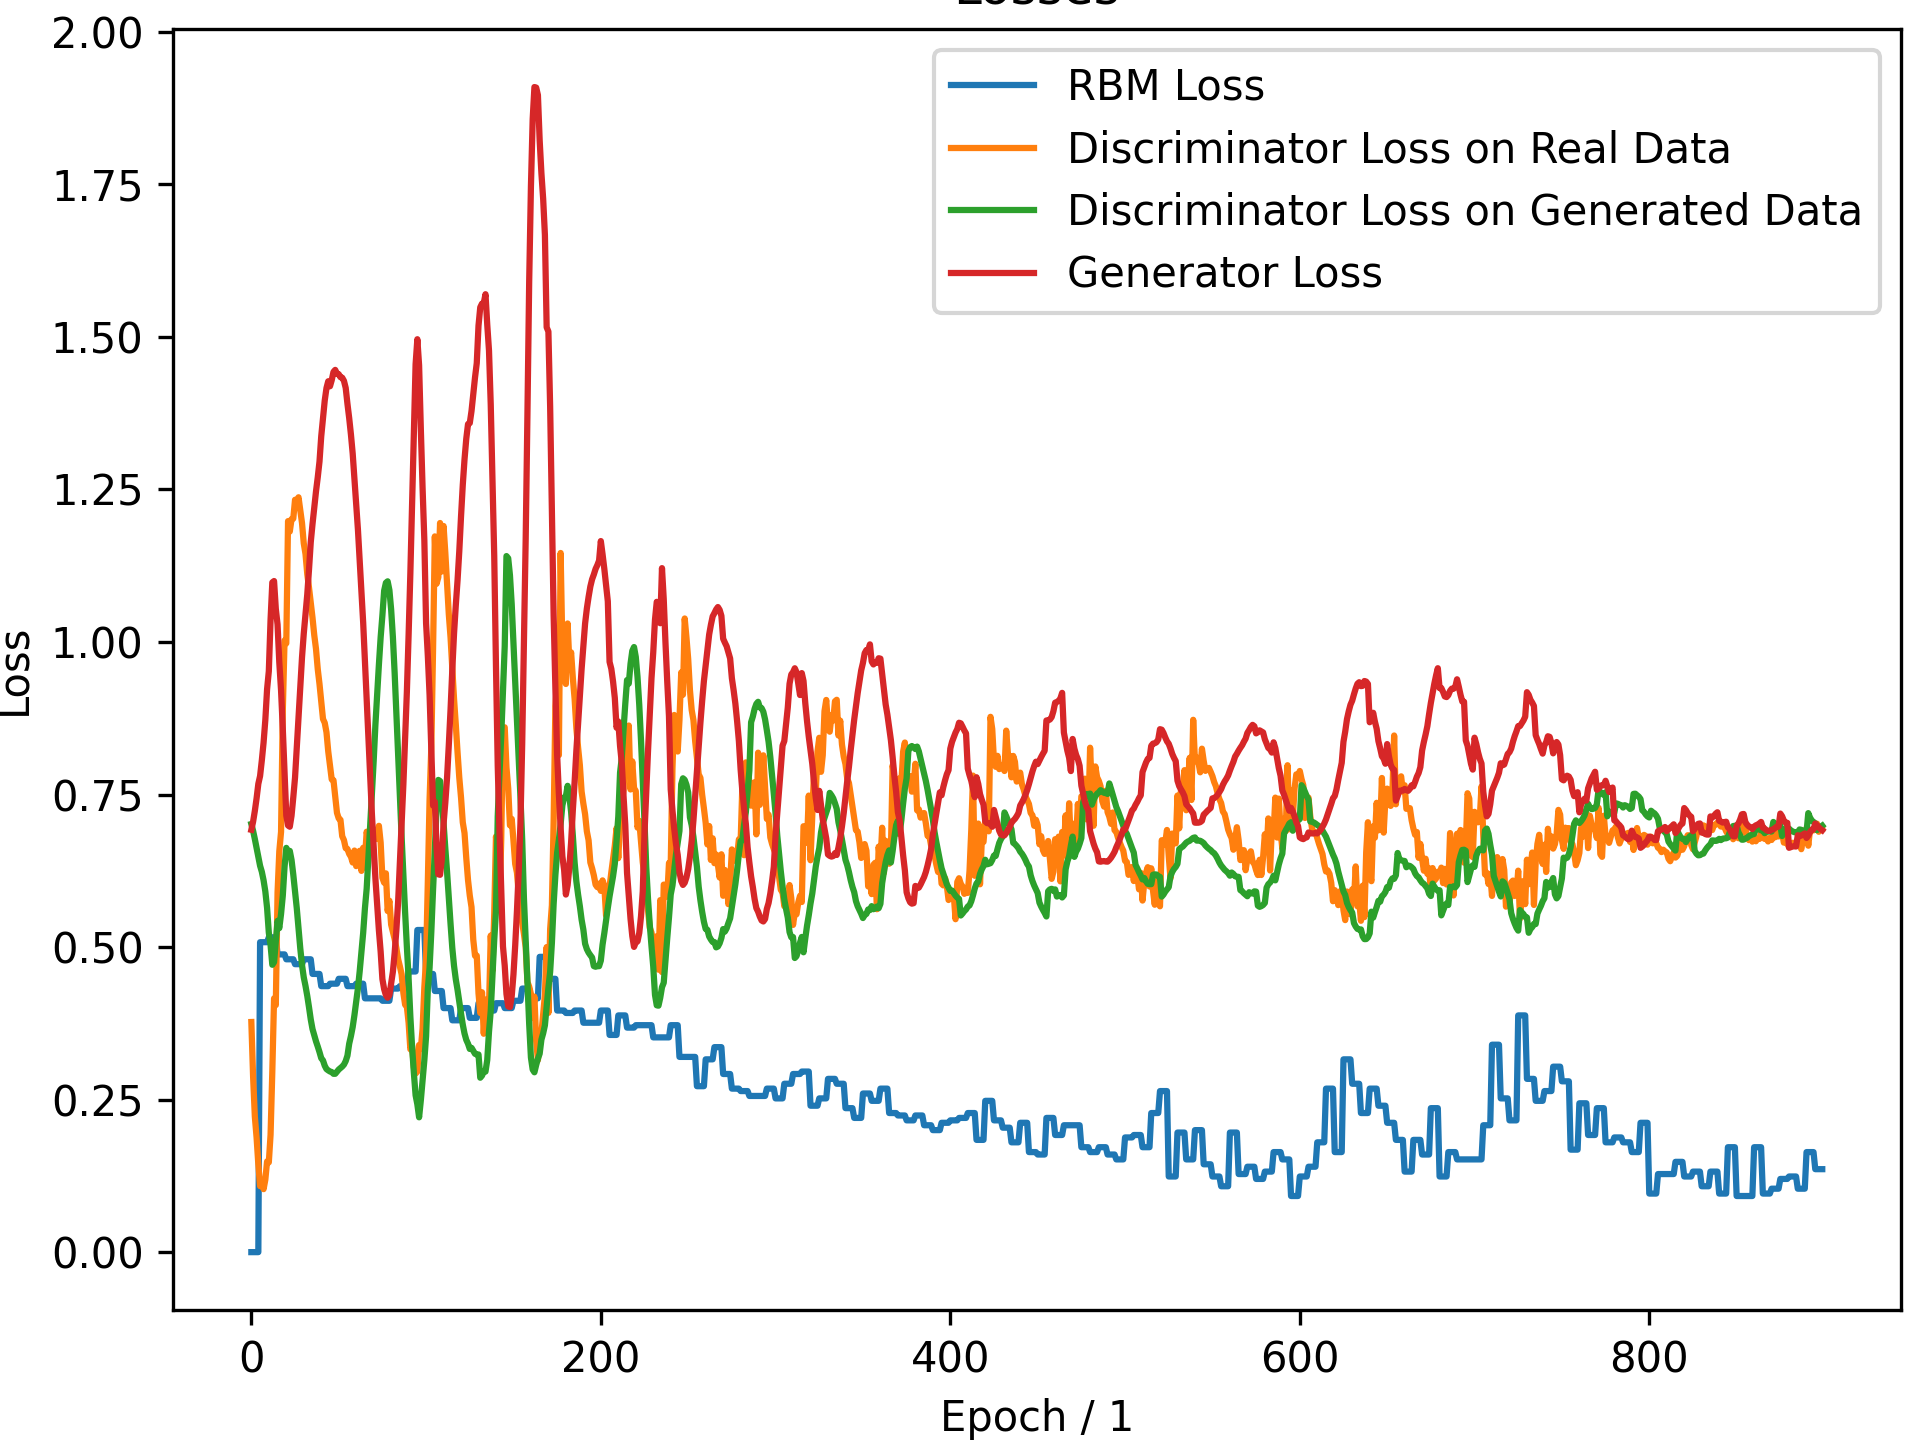 Losses
2.00
1.75
1.50
1.25
1.00
0.75
0.50
0.25
0.00
Loss
RBM Loss
Discriminator Loss on Real Data
Discriminator Loss on Generated Data
Generator Loss
0 200 400 600 800
Epoch / 1